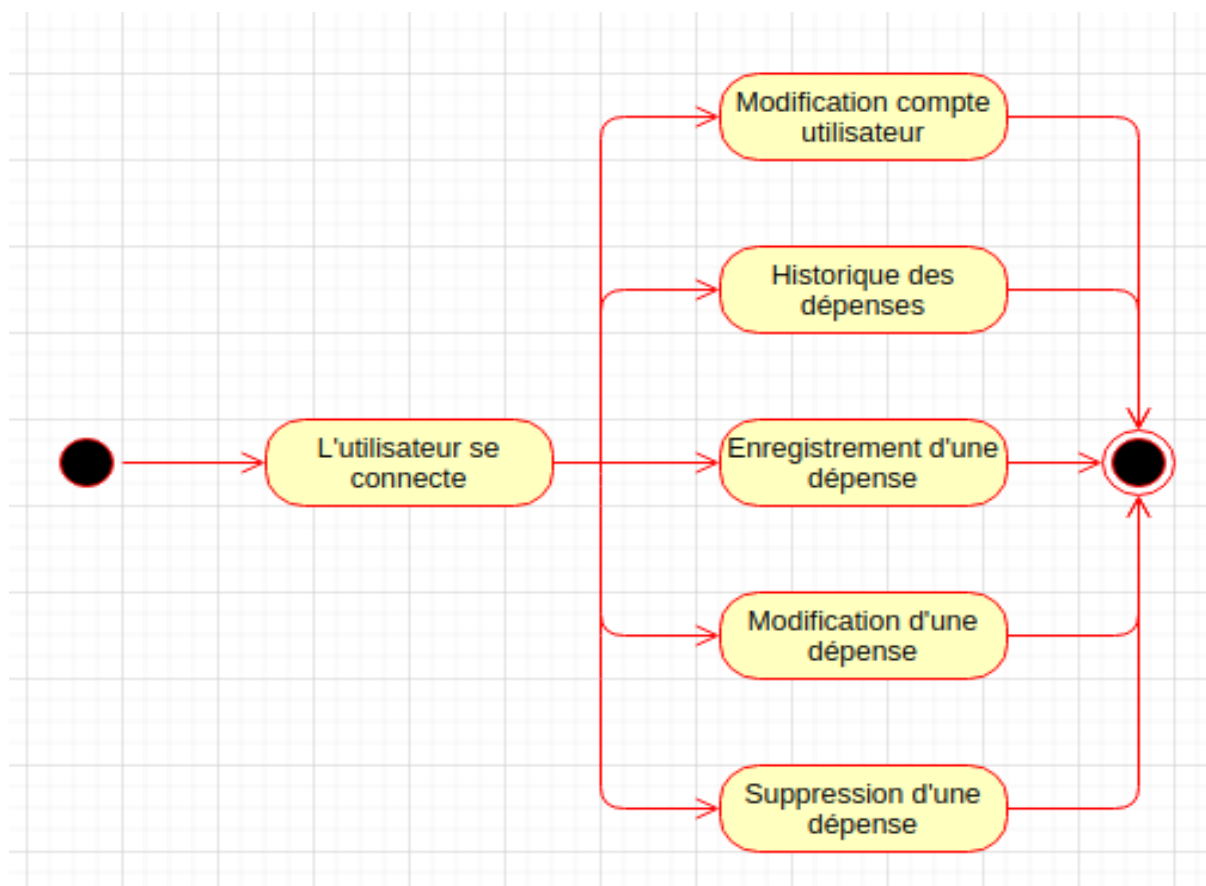 Modification compte
utilisateur
Historique des
dépenses
L'utilisateur se
connecte
Enregistrement d'une
dépense
Modification d'une
dépense
Suppression d'une
dépense